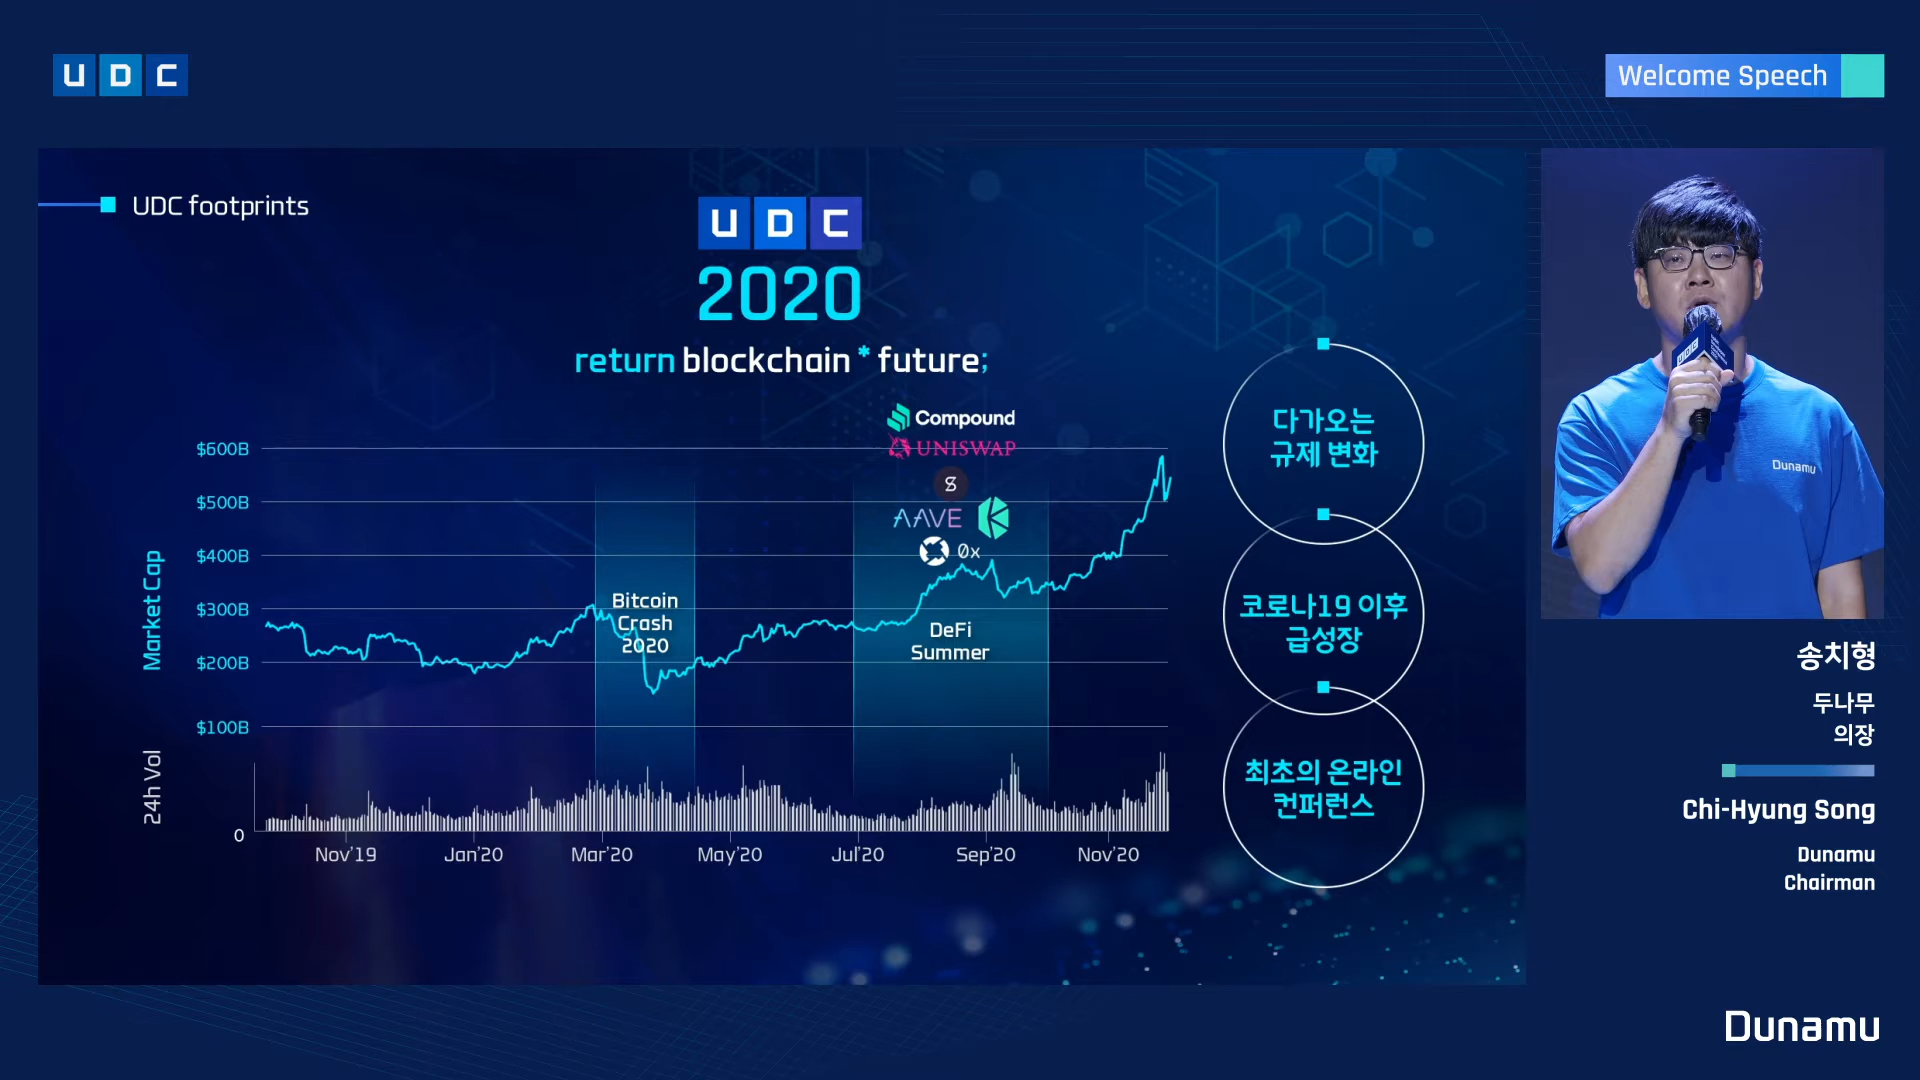 UDC
Welcome Speech
UDC footprints
UDC
2020
return blockchain * future;
Compound
UNISWAP
AAVE
0x
$600B
$500B
$400B
$300B
$200B
$100B
0
Market Cap
24h Vol
Bitcoin
Crash
2020
DeFi
Summer
Nov'19
Jan'20
Mar'20
May'20
Jul'20
Sep'20
Nov'20
다가오는
규제 변화
코로나19 이후
급성장
최초의 온라인
컨퍼런스
UDC
Dunamu
송치형
두나무
의장
Chi-Hyung Song
Dunamu
Chairman
Dunamu